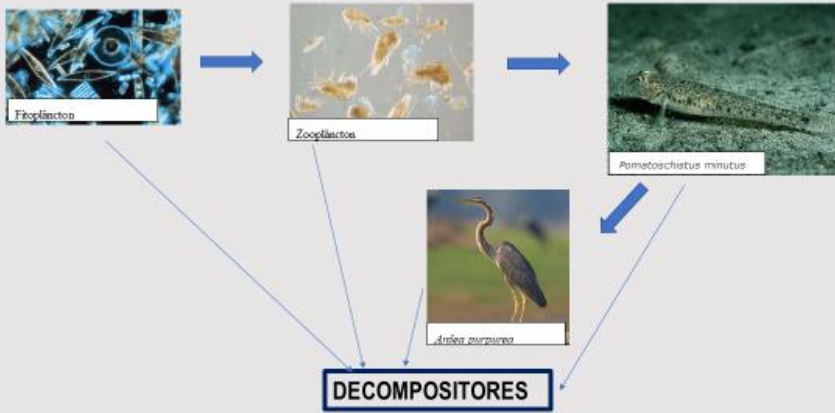 Fitoplâncton
Zooplâncton
Pomatoschistus minutus
Ardea purpurea
DECOMPOSITORES